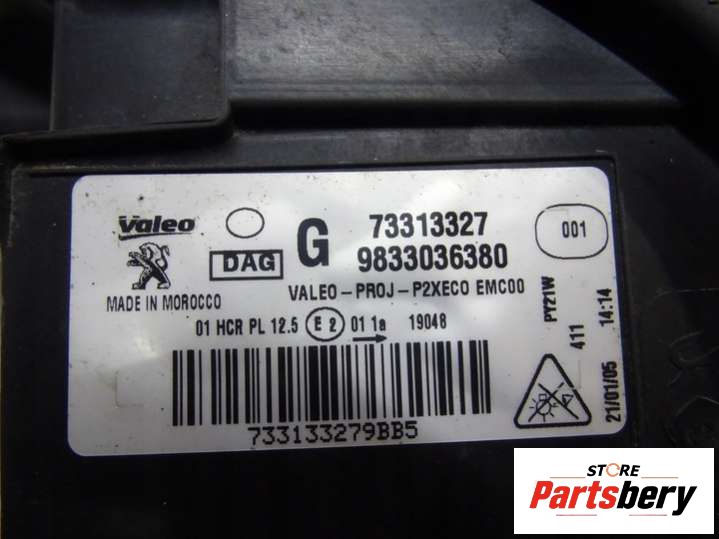 Valeo
DAG
G
73313327
9833036380
001
MADE IN MOROCCO
VALEO-PROJ-P2XECO EMC00
01 HCR PL 12.5 E 2 01 1a 19048
PY21W
411
21/01/05 14:14
733133279BB5
STORE
Partsbery